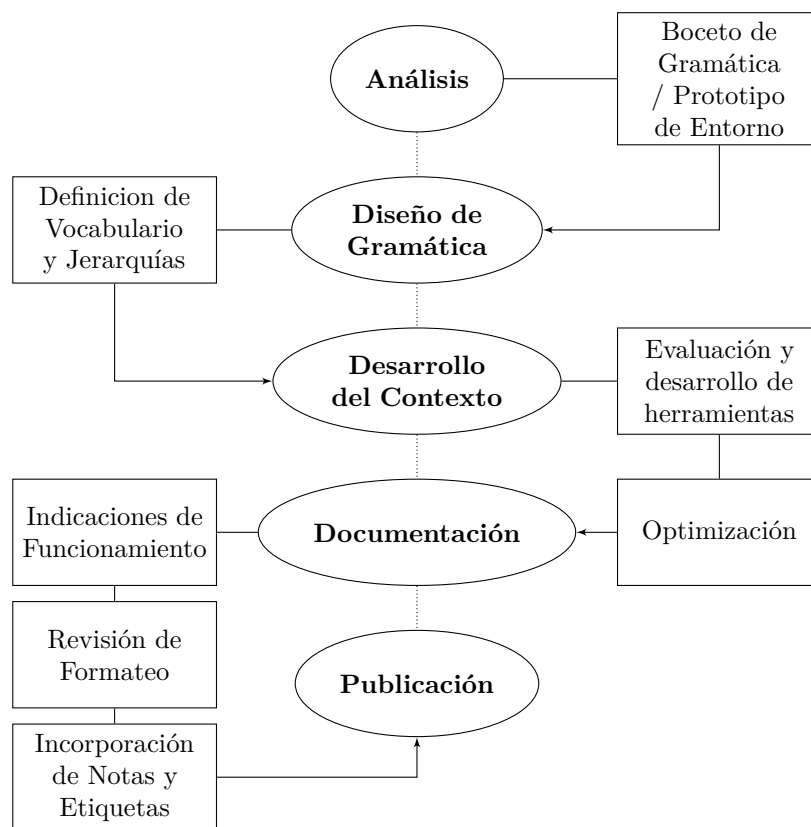 Análisis
Boceto de
Gramática
/ Prototipo
de Entorno
Definicion de
Vocabulario
y Jerarquías
Diseño de
Gramática
Desarrollo
del Contexto
Evaluación y
desarrollo de
herramientas
Indicaciones de
Funcionamiento
Documentación
Optimización
Revisión de
Formateo
Publicación
Incorporación
de Notas y
Etiquetas